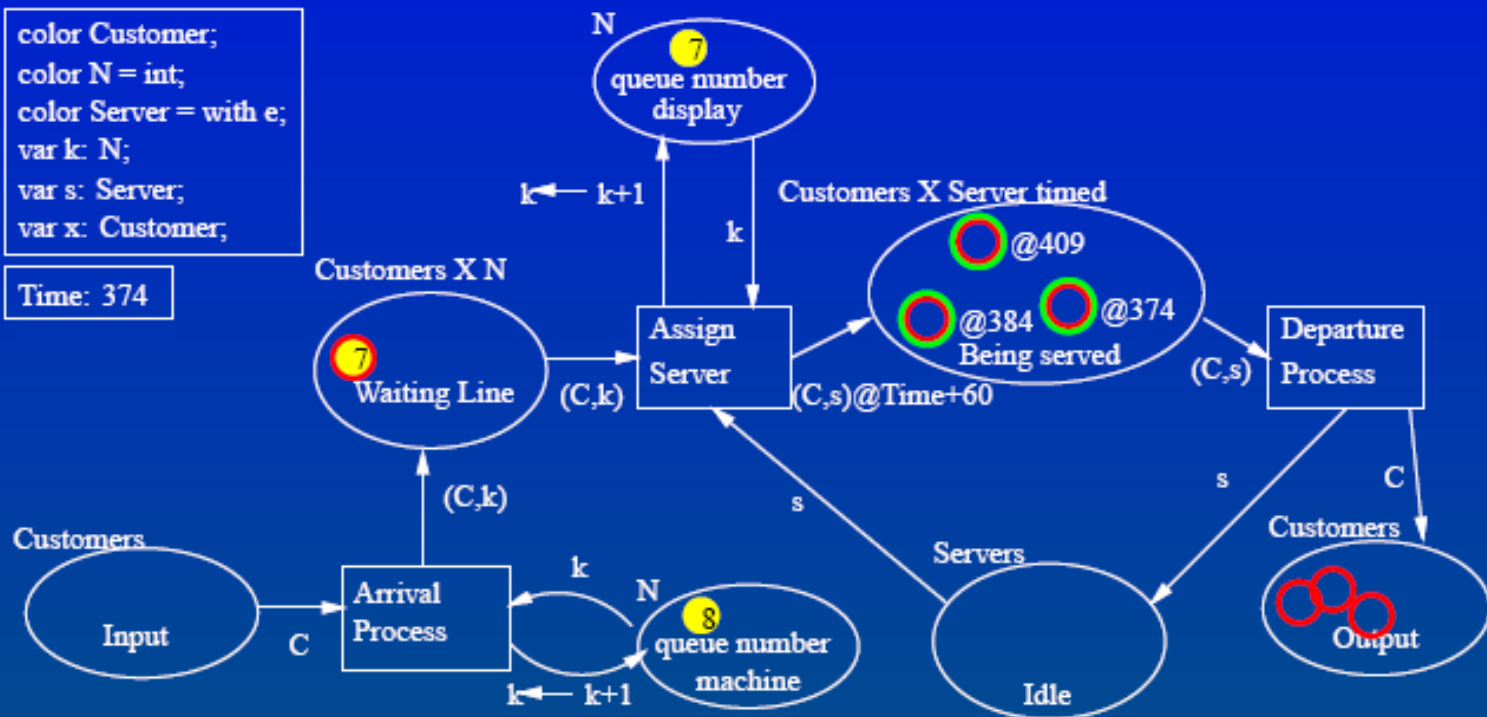 color Customer;
color N = int;
color Server = with e;
var k: N;
var s: Server;
var x: Customer;
Time: 374
N
7
queue number
display
k ← k+1
k
Customers X Server timed
@409
@384
@374
Being served
Customers X N
7
Waiting Line
(C,k)
Assign
Server
(C,s)@Time+60
(C,s)
Departure
Process
(C,k)
s
s
C
Customers
Input
C
Arrival
Process
k
k ← k+1
N
8
queue number
machine
Servers
Idle
Customers
Output